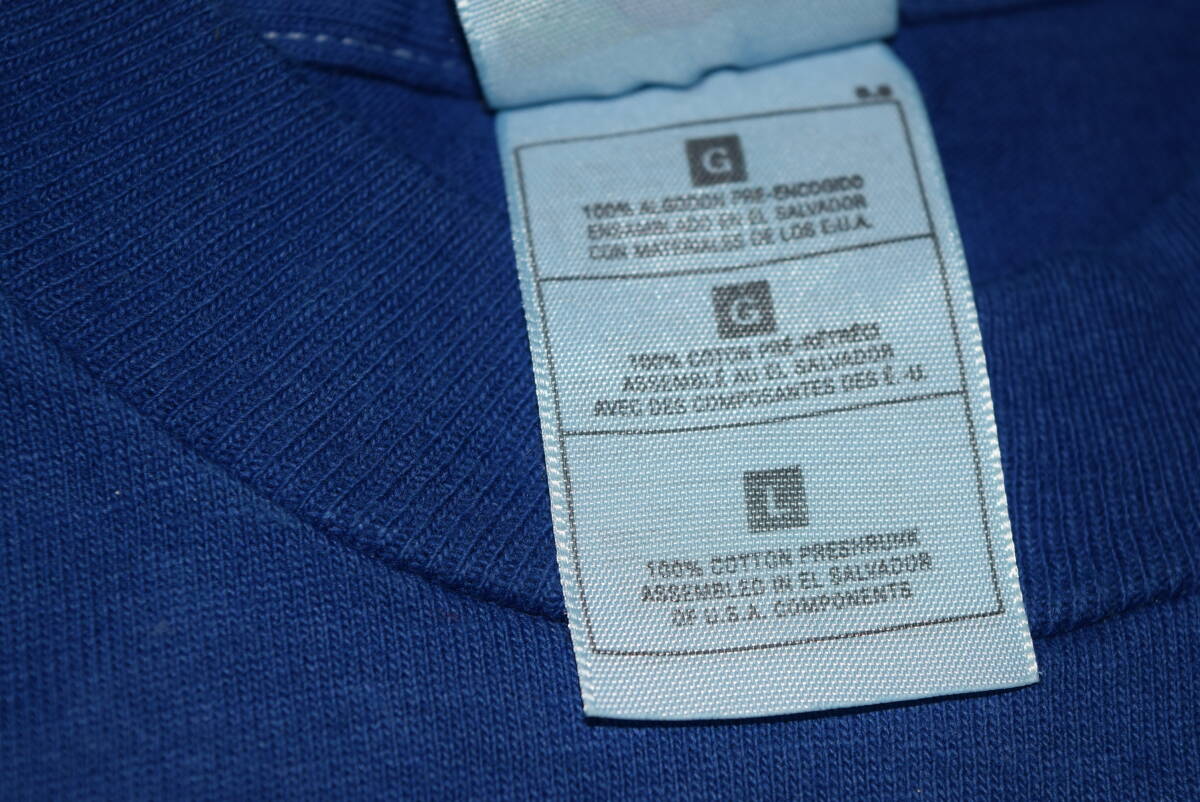 G
100% ALGODON PRE-ENCOGIDO
ENSAMBLADO EN EL SALVADOR
CON MATERIALES DE LOS E.U.A.
G
100% COTON PRÉ-RÉTRÉCI
ASSEMBLÉ AU EL SALVADOR
AVEC DES COMPOSANTES DES É.-U.
L
100% COTTON PRESHRUNK
ASSEMBLED IN EL SALVADOR
OF U.S.A. COMPONENTS